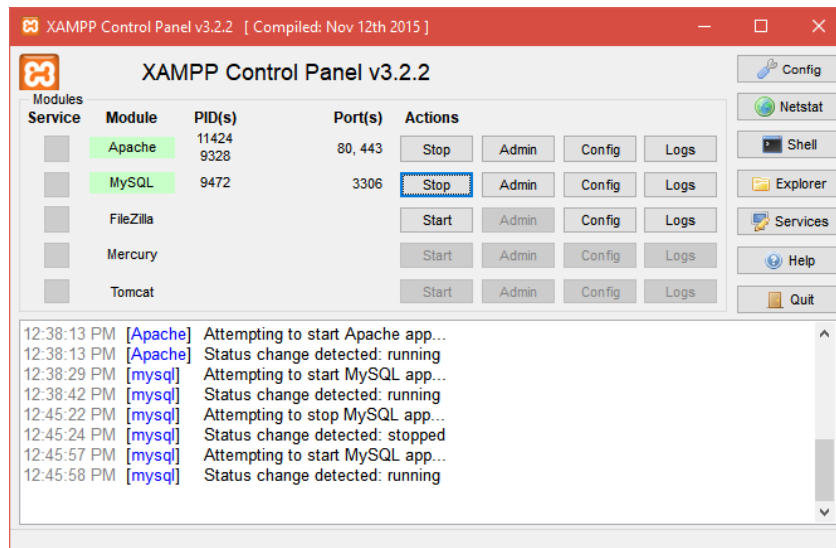 XAMPP Control Panel v3.2.2 [ Compiled: Nov 12th 2015 ]
XAMPP Control Panel v3.2.2
Config
Modules
Service Module PID(s) Port(s) Actions
Netstat
Apache 11424 9328 80, 443 Stop Admin Config Logs
Shell
MySQL 9472 3306 Stop Admin Config Logs
Explorer
FileZilla Start Admin Config Logs
Services
Mercury Start Admin Config Logs
Help
Tomcat Start Admin Config Logs
Quit
12:38:13 PM [Apache] Attempting to start Apache app...
12:38:13 PM [Apache] Status change detected: running
12:38:29 PM [mysql] Attempting to start MySQL app...
12:38:42 PM [mysql] Status change detected: running
12:45:22 PM [mysql] Attempting to stop MySQL app...
12:45:24 PM [mysql] Status change detected: stopped
12:45:57 PM [mysql] Attempting to start MySQL app...
12:45:58 PM [mysql] Status change detected: running